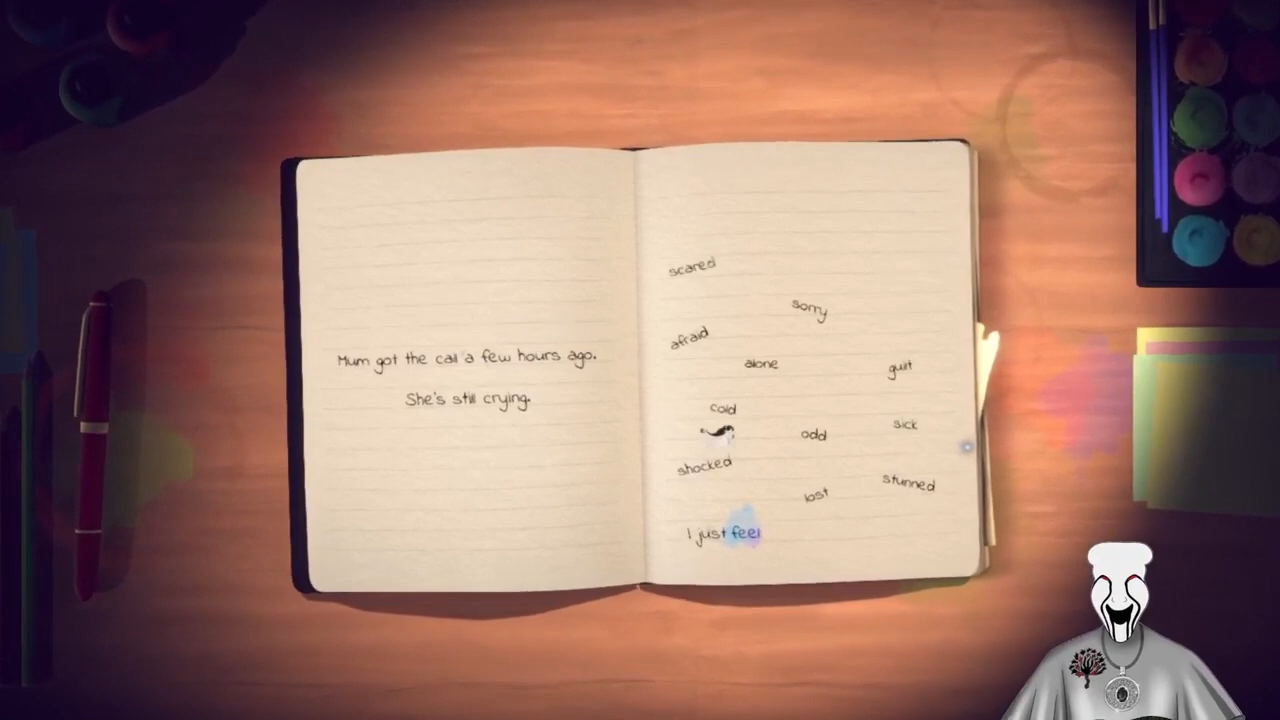 Mum got the call a few hours ago.
She's still crying.
scared
sorry
afraid
alone
guilt
cold
odd
sick
shocked
stunned
lost
I just feel